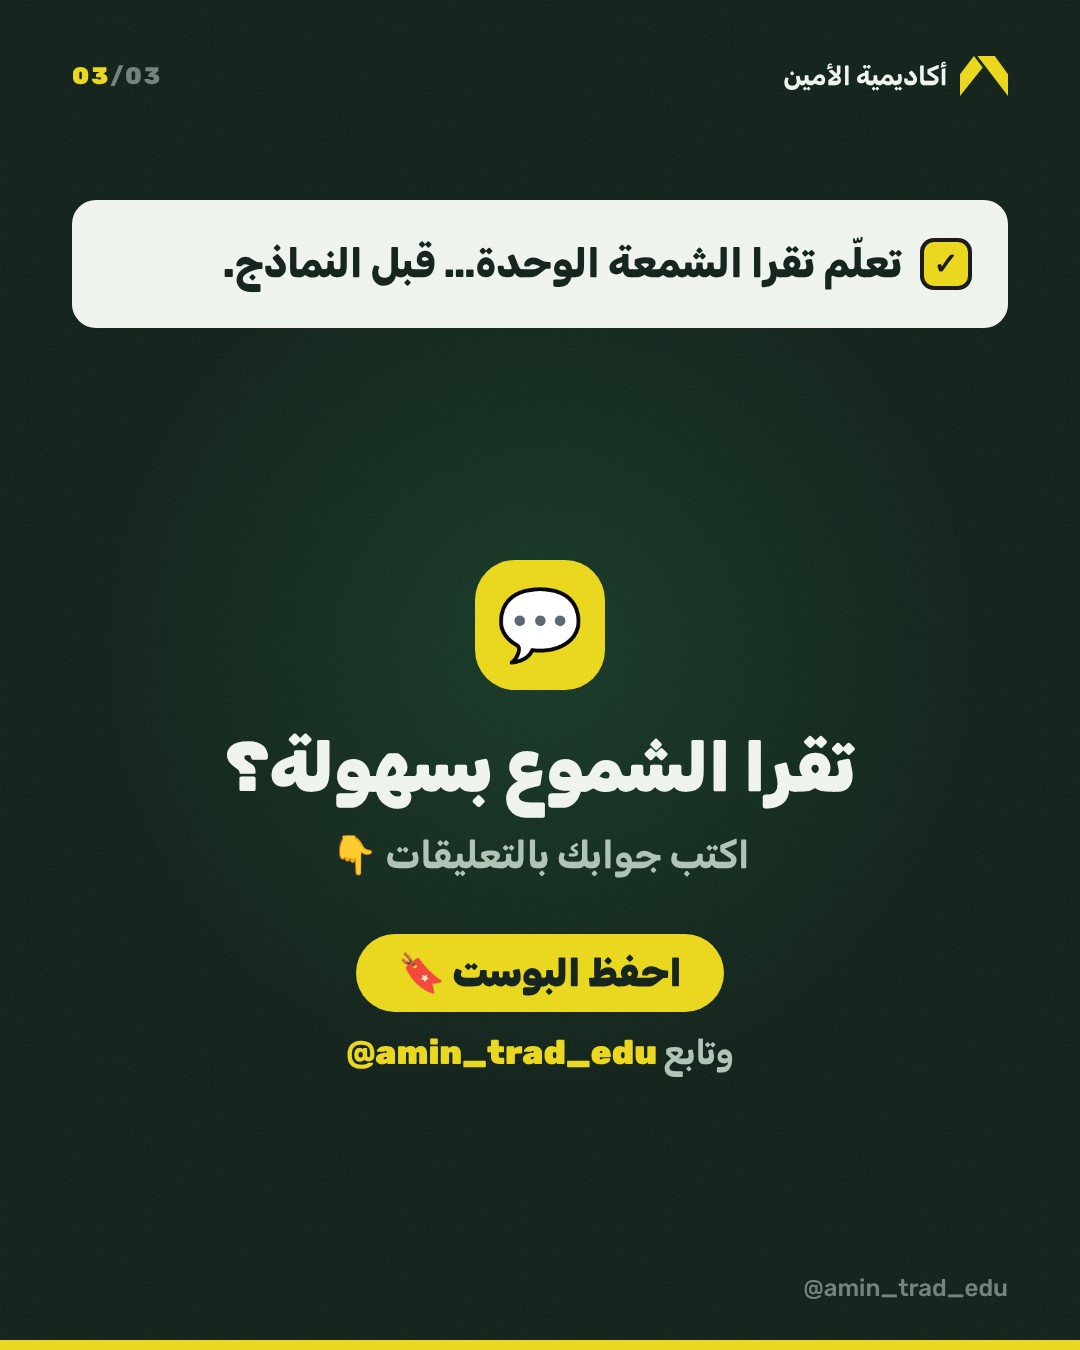 أكاديمية الأمين
03/03
✓ تعلّم تقرا الشمعة الوحدة... قبل النماذج.
تقرا الشموع بسهولة؟
اكتب جوابك بالتعليقات 👇
احفظ البوست 🔖
وتابع @amin_trad_edu
@amin_trad_edu